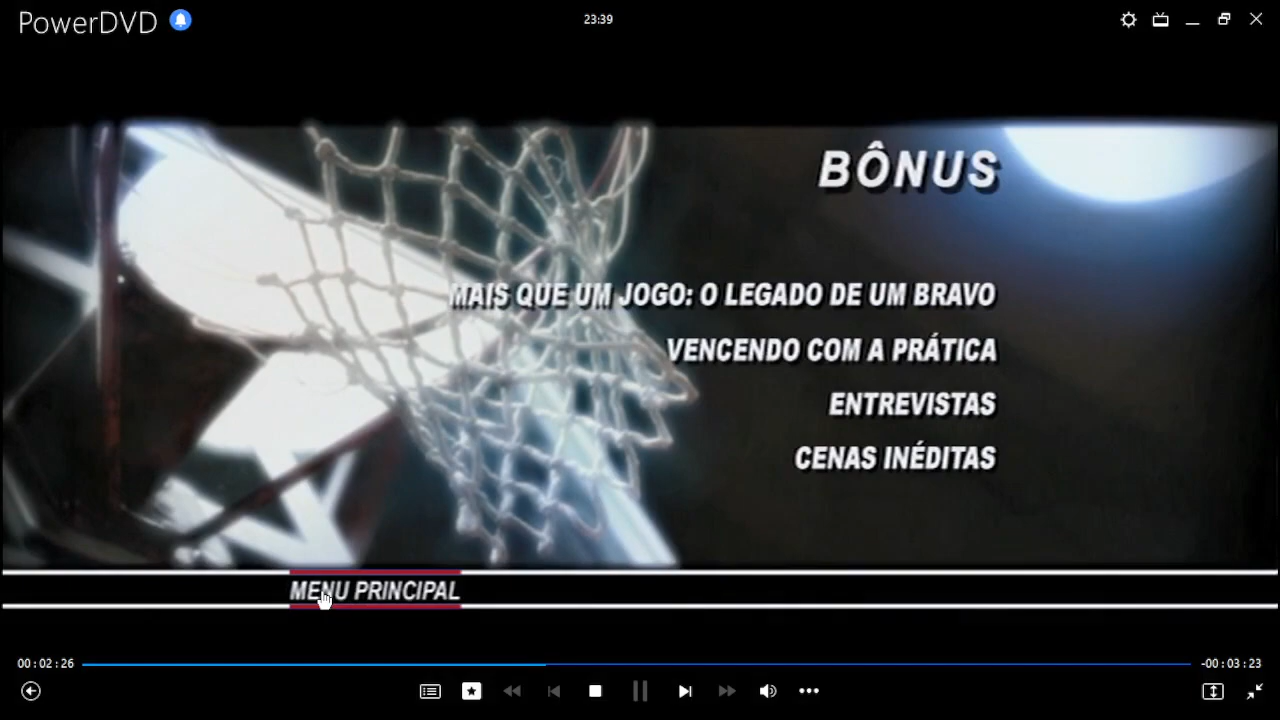 PowerDVD
23:39
BÔNUS
MAIS QUE UM JOGO: O LEGADO DE UM BRAVO
VENCENDO COM A PRÁTICA
ENTREVISTAS
CENAS INÉDITAS
MENU PRINCIPAL
00:02:26
-00:03:23